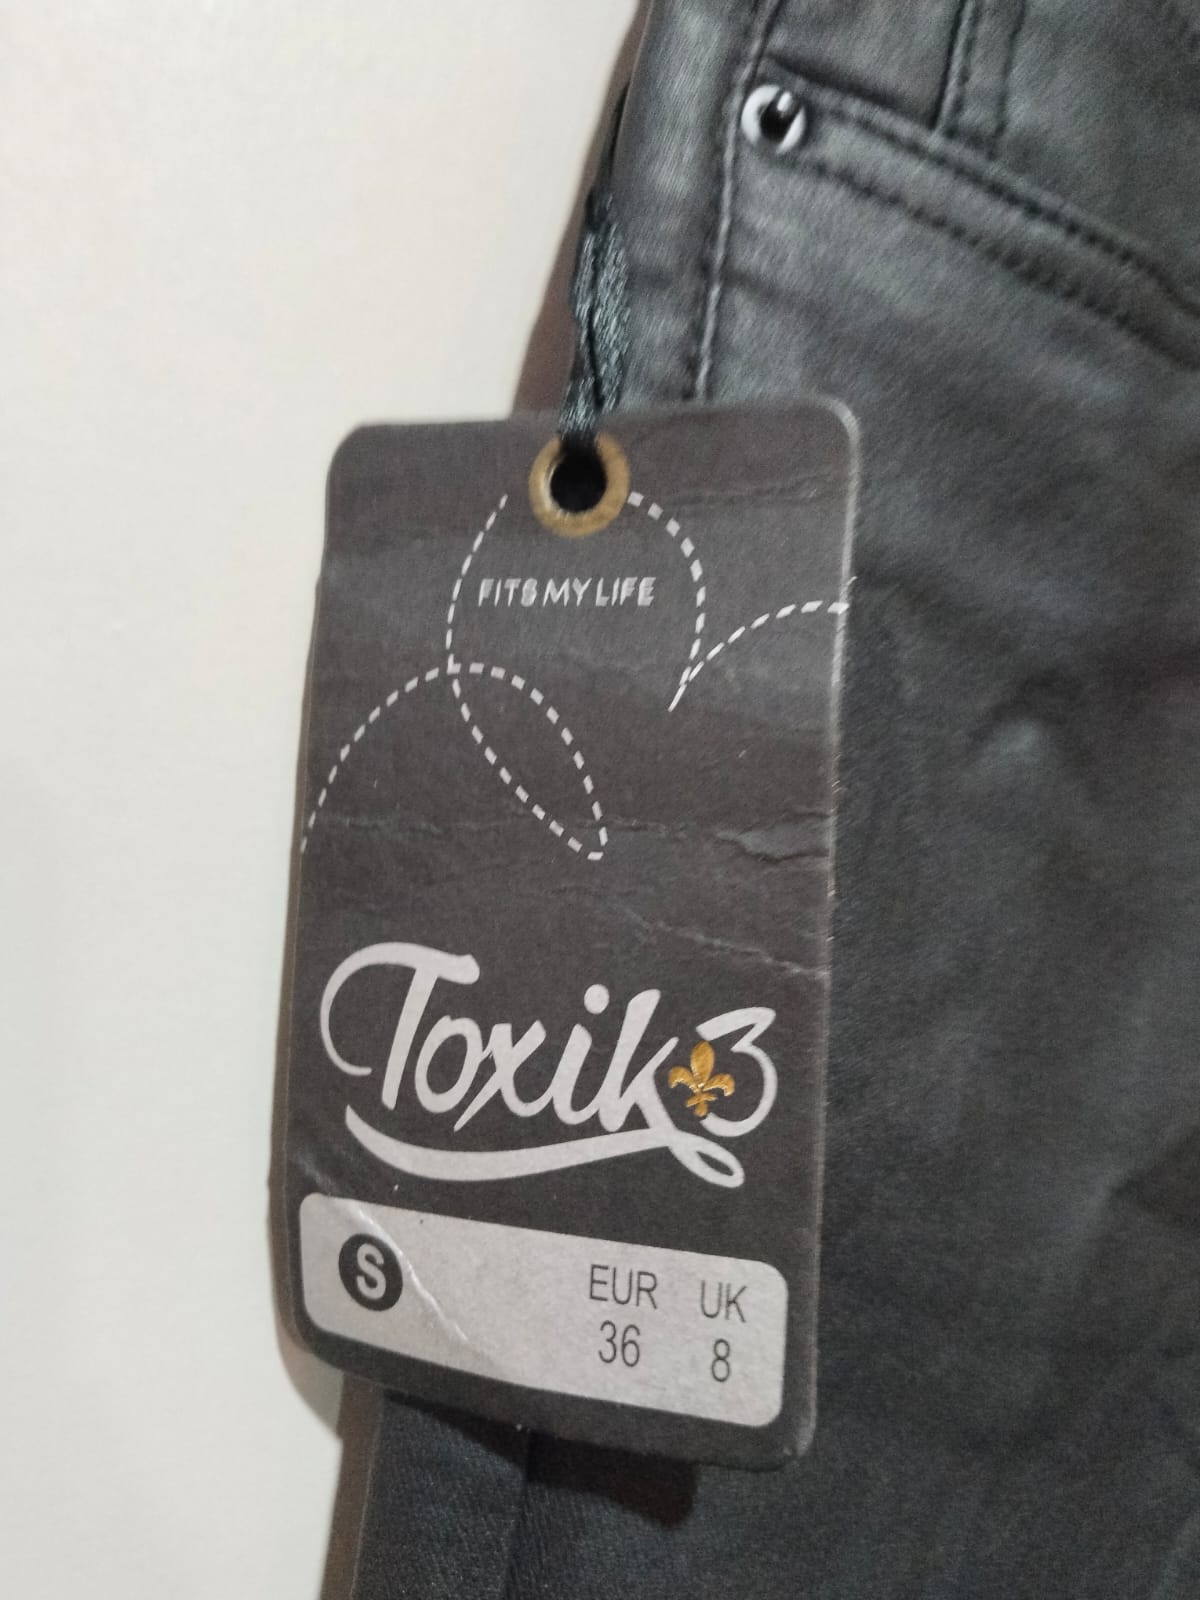 FITS MY LIFE
Toxik3
S
EUR UK
36 8